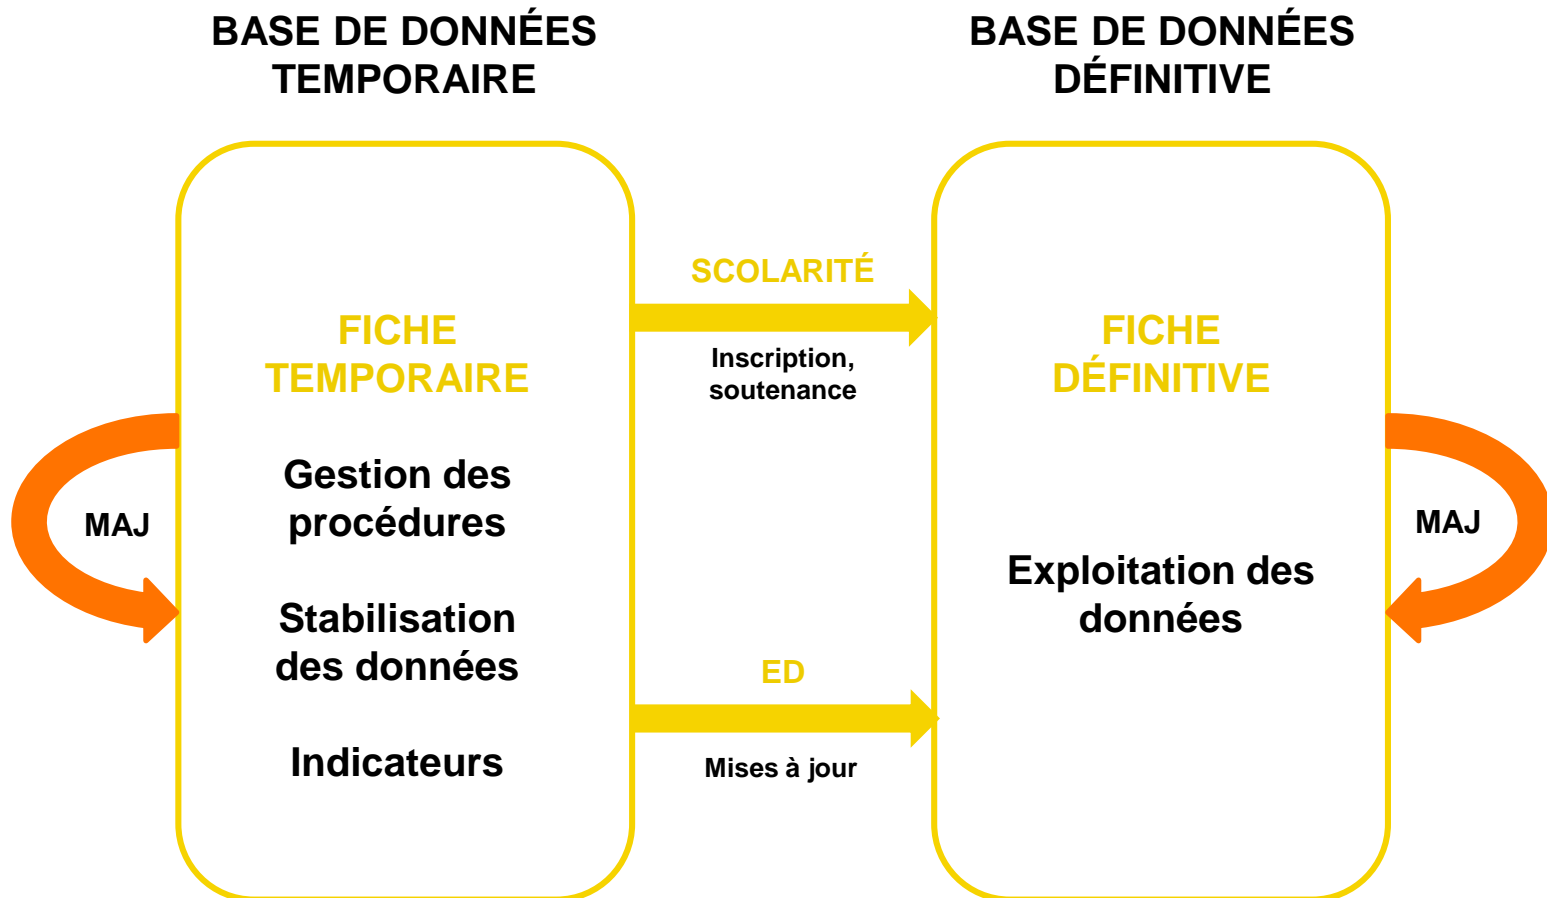 BASE DE DONNÉES
TEMPORAIRE
BASE DE DONNÉES
DÉFINITIVE
FICHE
TEMPORAIRE
Gestion des
procédures
Stabilisation
des données
Indicateurs
MAJ
SCOLARITÉ
Inscription,
soutenance
ED
Mises à jour
FICHE
DÉFINITIVE
Exploitation des
données
MAJ